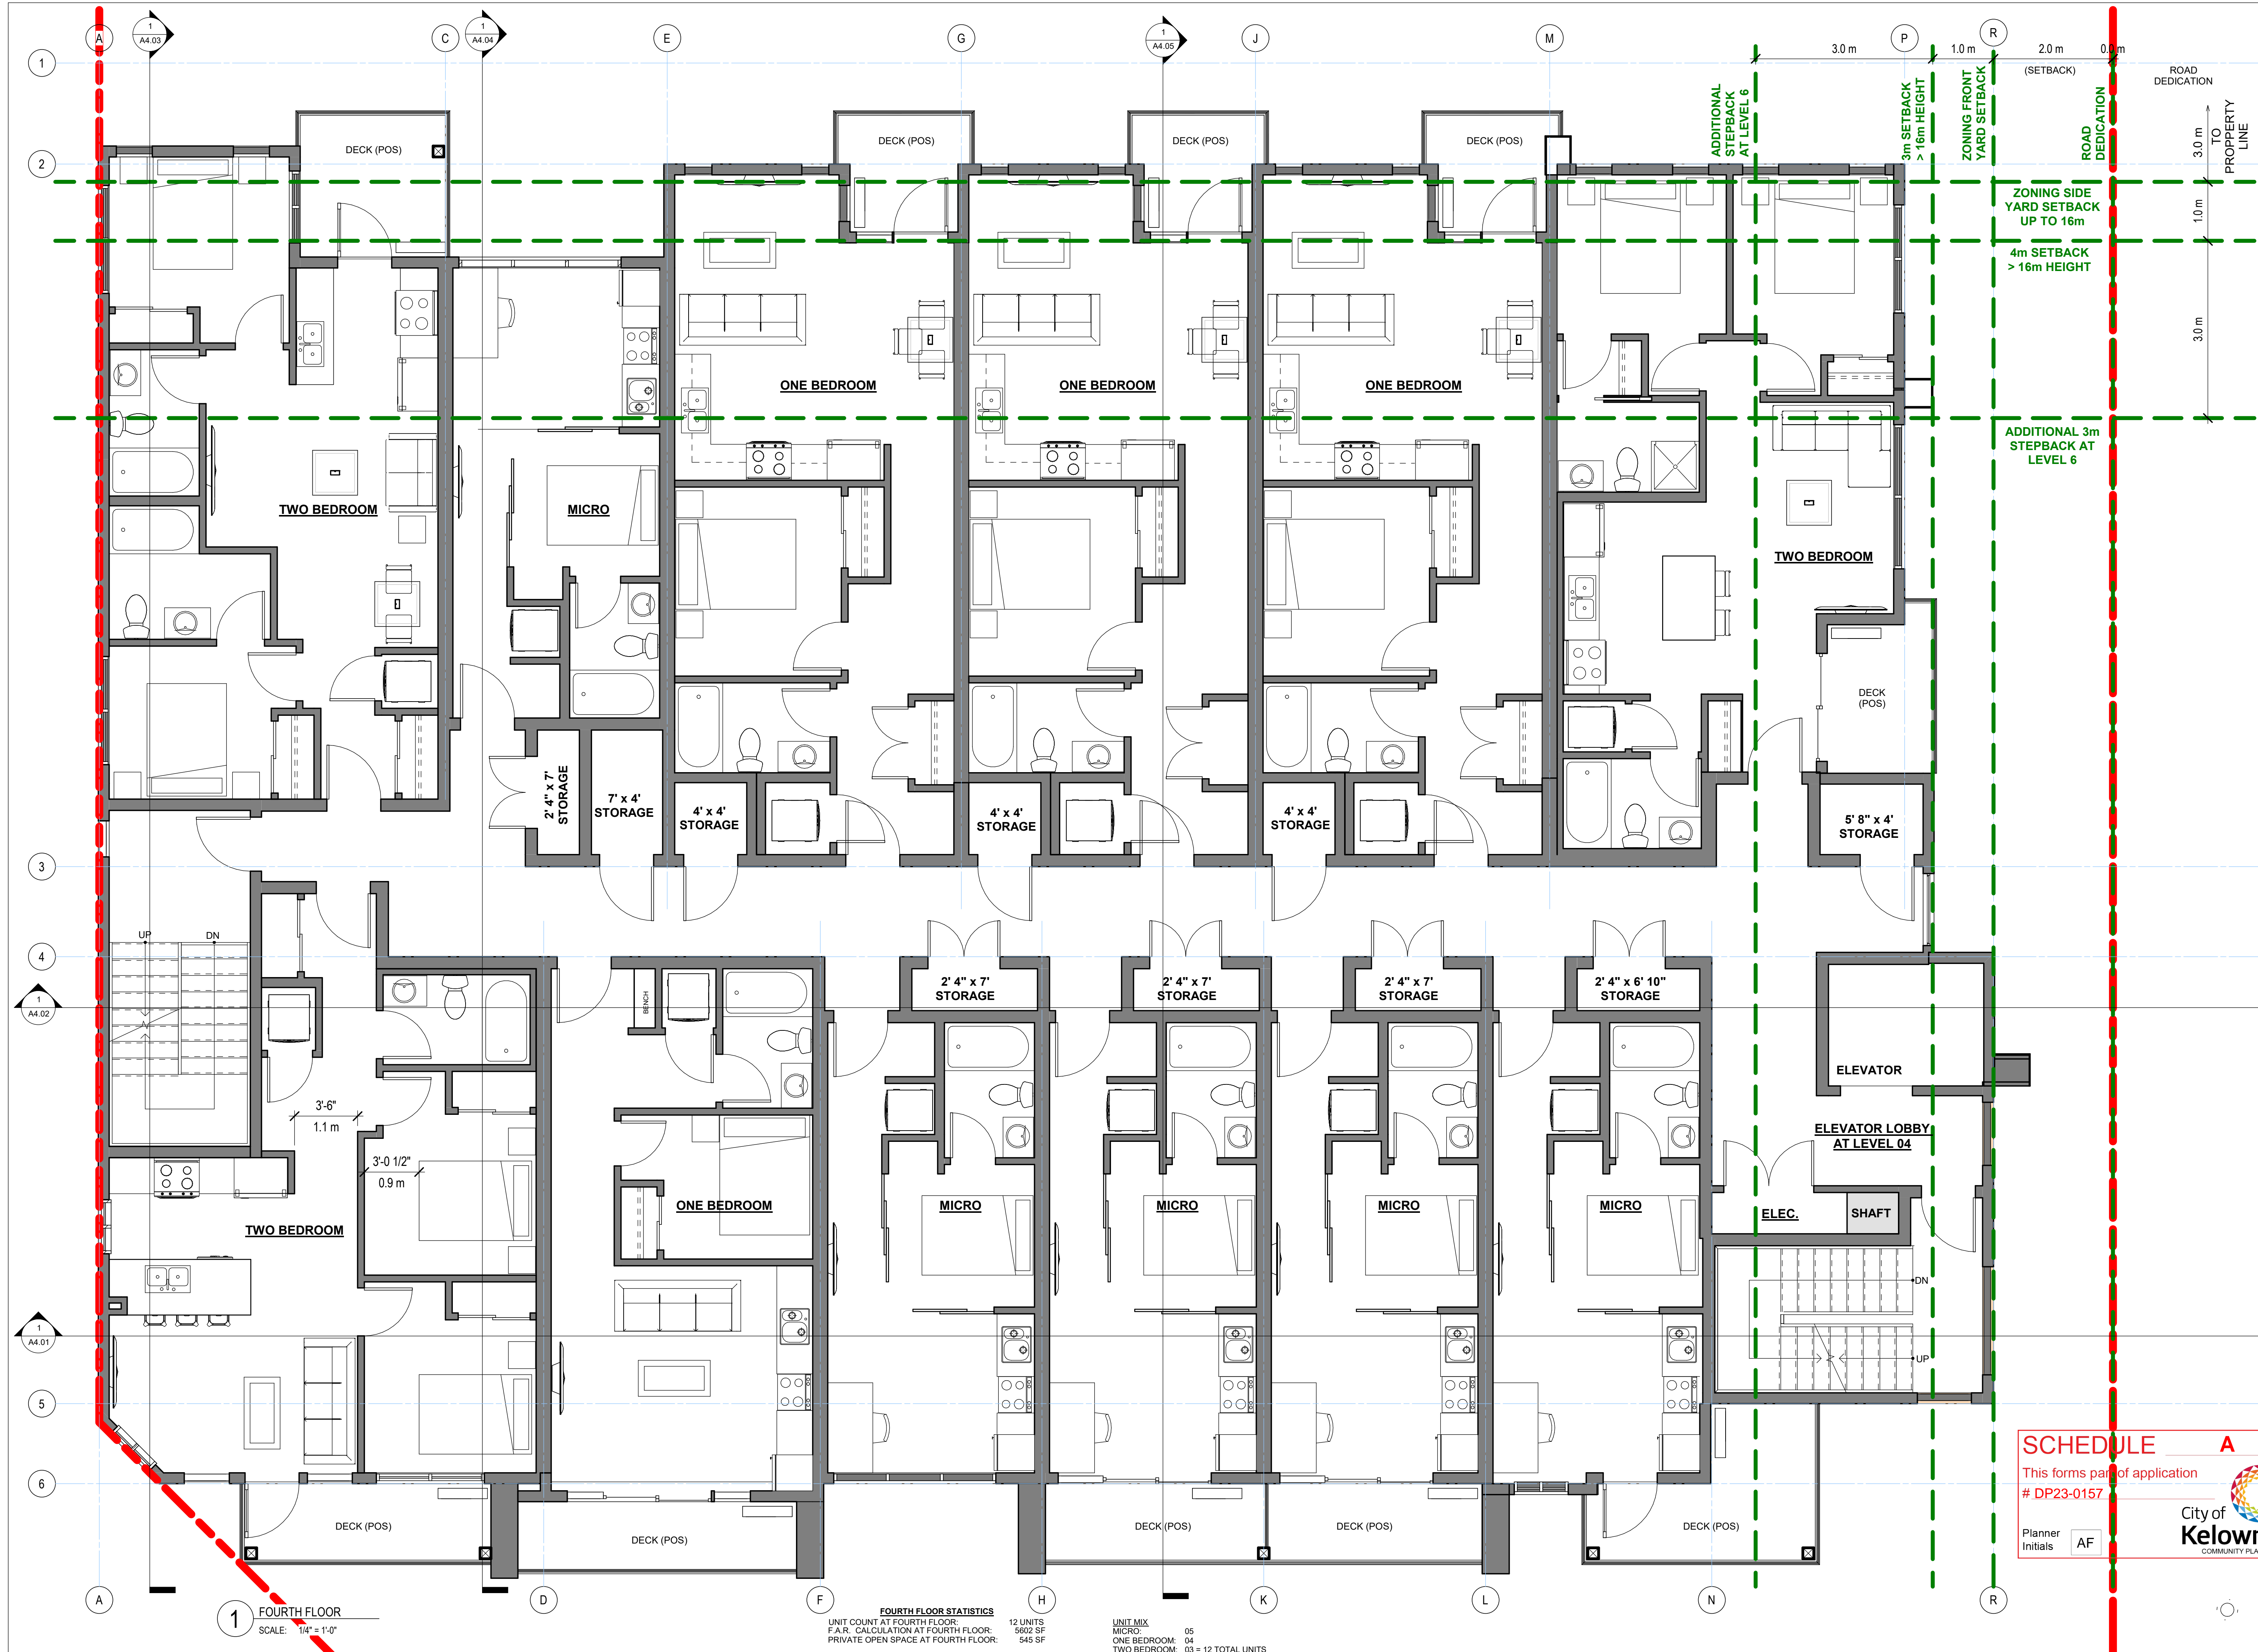 A
1
A4.03
C
1
A4.04
E
G
1
A4.05
J
M
P
R
1
3.0 m
1.0 m
2.0 m
0.0 m
(SETBACK)
ROAD
DEDICATION
ADDITIONAL
STEPBACK
AT LEVEL 6
3m SETBACK
> 16m HEIGHT
ZONING FRONT
YARD SETBACK
ROAD
DEDICATION
3.0 m
TO
PROPERTY
LINE
DECK (POS)
DECK (POS)
DECK (POS)
DECK (POS)
2
ZONING SIDE
YARD SETBACK
UP TO 16m
1.0 m
4m SETBACK
> 16m HEIGHT
3.0 m
ONE BEDROOM
ONE BEDROOM
ONE BEDROOM
ADDITIONAL 3m
STEPBACK AT
LEVEL 6
TWO BEDROOM
MICRO
TWO BEDROOM
DECK
(POS)
2' 4" x 7'
STORAGE
7' x 4'
STORAGE
4' x 4'
STORAGE
4' x 4'
STORAGE
4' x 4'
STORAGE
5' 8" x 4'
STORAGE
3
UP
DN
4
2' 4" x 7'
STORAGE
2' 4" x 7'
STORAGE
2' 4" x 7'
STORAGE
2' 4" x 6' 10"
STORAGE
BENCH
1
A4.02
ELEVATOR
3'-6"
1.1 m
ELEVATOR LOBBY
AT LEVEL 04
3'-0 1/2"
0.9 m
TWO BEDROOM
ONE BEDROOM
MICRO
MICRO
MICRO
MICRO
ELEC.
SHAFT
DN
UP
1
A4.01
5
6
SCHEDULE A
This forms part of application
# DP23-0157
City of
Planner
Initials
AF
DECK (POS)
DECK (POS)
DECK (POS)
DECK (POS)
DECK (POS)
A
D
F
H
K
L
N
R
1
FOURTH FLOOR
SCALE: 1/4" = 1'-0"
FOURTH FLOOR STATISTICS
UNIT COUNT AT FOURTH FLOOR: 12 UNITS
F.A.R. CALCULATION AT FOURTH FLOOR: 5602 SF
PRIVATE OPEN SPACE AT FOURTH FLOOR: 545 SF
UNIT MIX
MICRO: 05
ONE BEDROOM: 04
TWO BEDROOM: 03 = 12 TOTAL UNITS